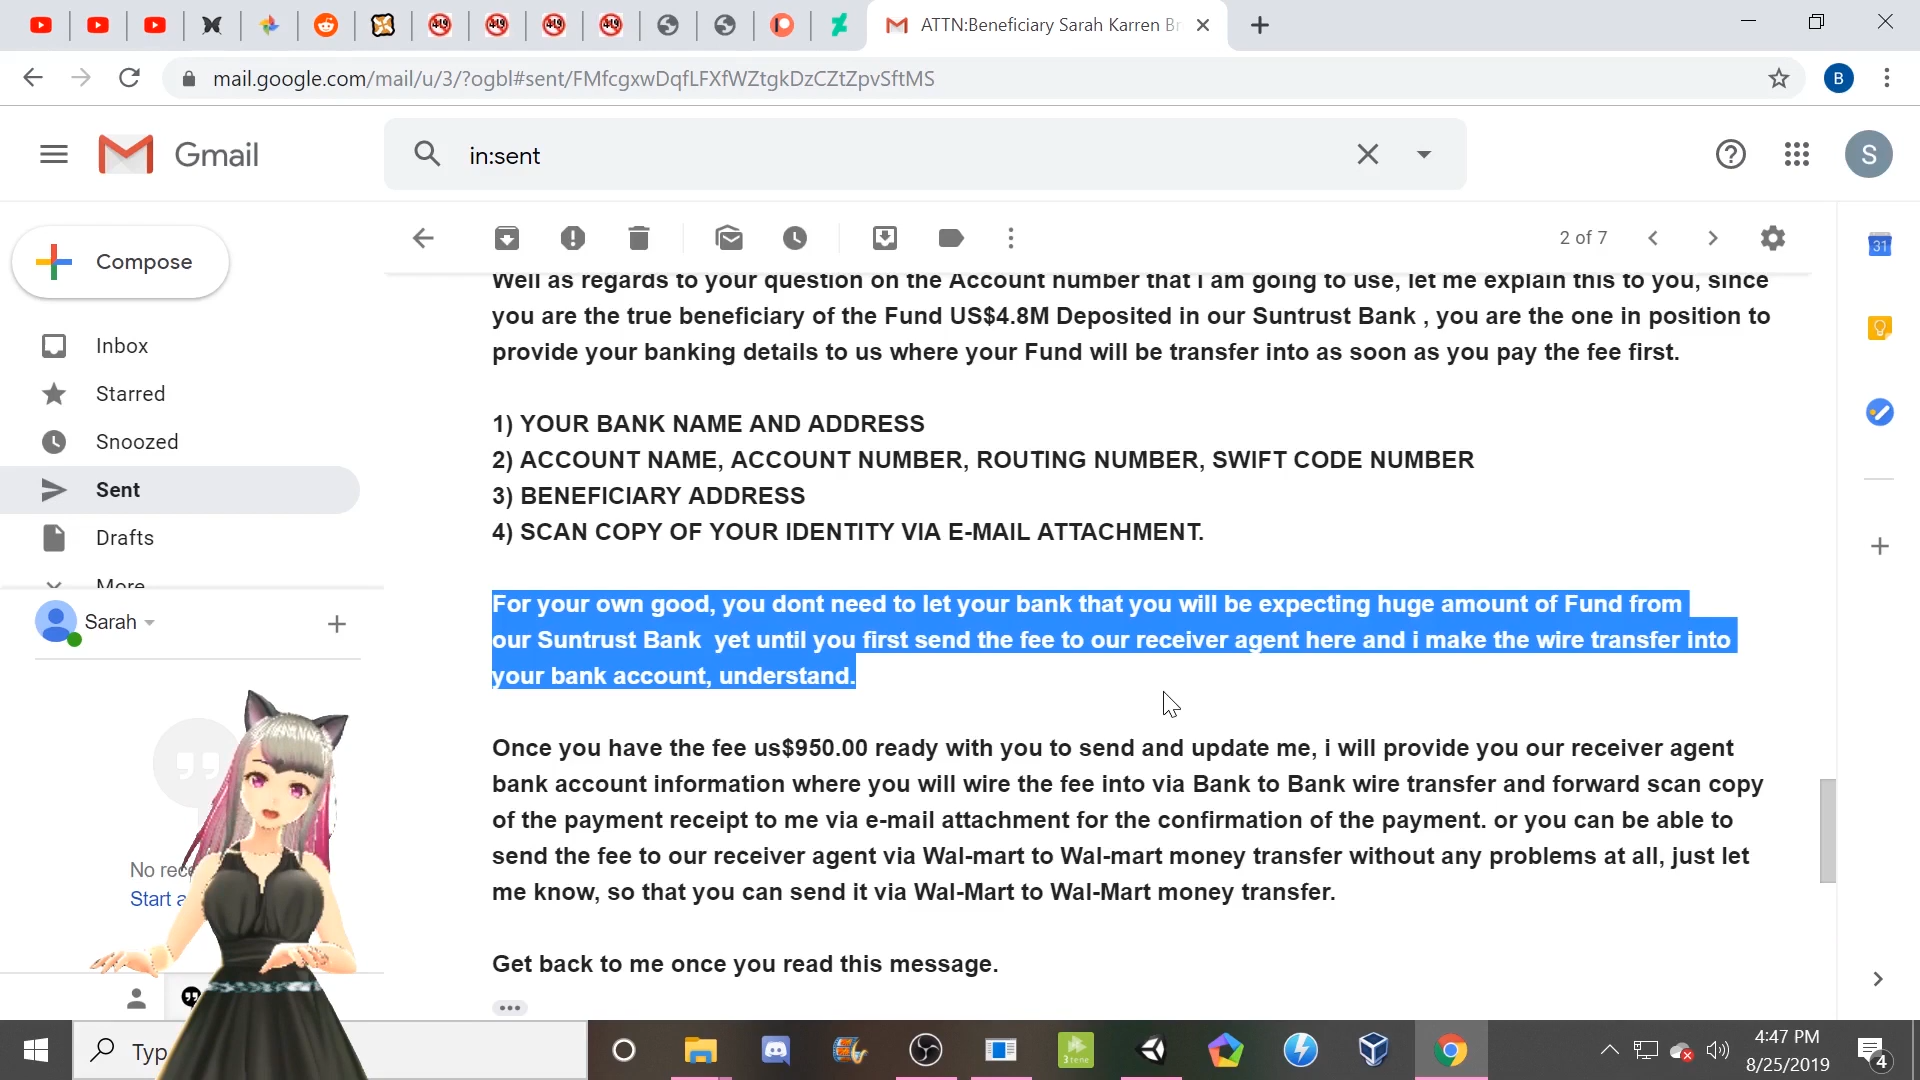 ATTN:Beneficiary Sarah Karren Br
mail.google.com/mail/u/3/?ogbl#sent/FMfcgxwDqfLFXfWZtgkDzCZtZpvSftMS
B
Gmail
in:sent
S
Compose
2 of 7
31
Inbox
Starred
Snoozed
Sent
Drafts
More
Sarah
No rece
Start a
Well as regards to your question on the Account number that i am going to use, let me explain this to you, since
you are the true beneficiary of the Fund US$4.8M Deposited in our Suntrust Bank , you are the one in position to
provide your banking details to us where your Fund will be transfer into as soon as you pay the fee first.
1) YOUR BANK NAME AND ADDRESS
2) ACCOUNT NAME, ACCOUNT NUMBER, ROUTING NUMBER, SWIFT CODE NUMBER
3) BENEFICIARY ADDRESS
4) SCAN COPY OF YOUR IDENTITY VIA E-MAIL ATTACHMENT.
For your own good, you dont need to let your bank that you will be expecting huge amount of Fund from
our Suntrust Bank  yet until you first send the fee to our receiver agent here and i make the wire transfer into
your bank account, understand.
Once you have the fee us$950.00 ready with you to send and update me, i will provide you our receiver agent
bank account information where you will wire the fee into via Bank to Bank wire transfer and forward scan copy
of the payment receipt to me via e-mail attachment for the confirmation of the payment. or you can be able to
send the fee to our receiver agent via Wal-mart to Wal-mart money transfer without any problems at all, just let
me know, so that you can send it via Wal-Mart to Wal-Mart money transfer.
Get back to me once you read this message.
Typ
3tene
4:47 PM
8/25/2019
4